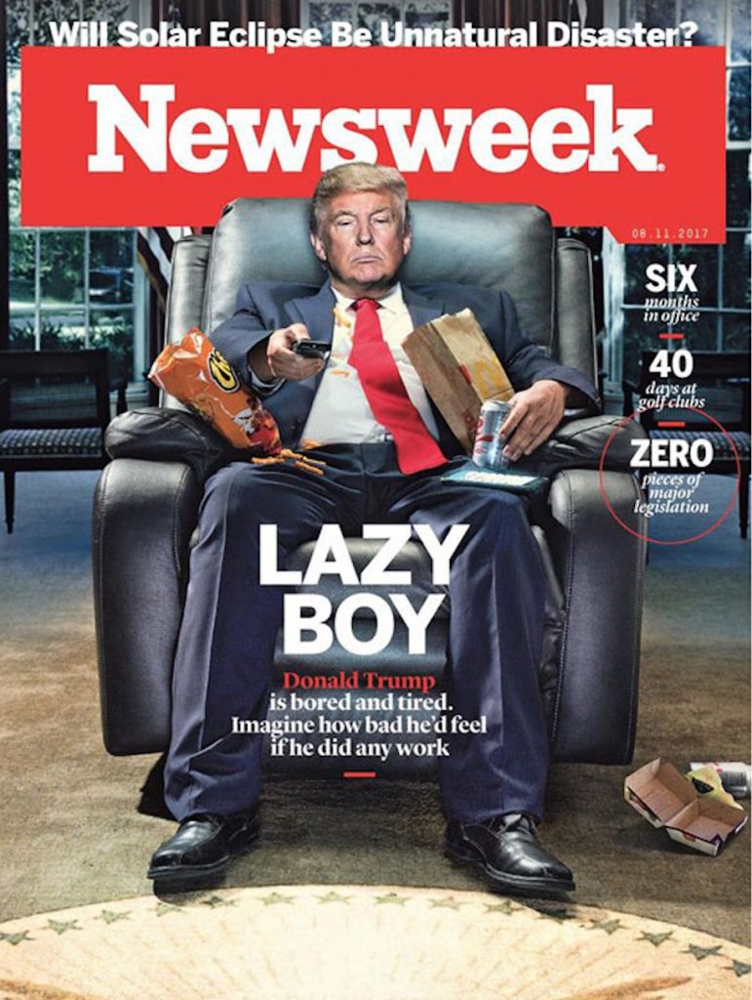 Will Solar Eclipse Be Unnatural Disaster?
Newsweek
08.11.2017
SIX
months
in office
40
days at
golf clubs
ZERO
pieces of
major
legislation
LAZY
BOY
Donald Trump
is bored and tired.
Imagine how bad he'd feel
if he did any work